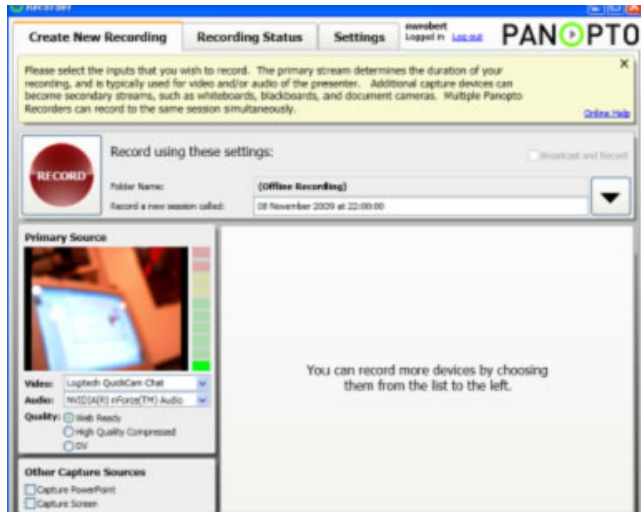 Recorder
Create New Recording
Recording Status
Settings
nwrobert
Logged in Log out
PANOPTO
Please select the inputs that you wish to record. The primary stream determines the duration of your
recording, and is typically used for video and/or audio of the presenter. Additional capture devices can
become secondary streams, such as whiteboards, blackboards, and document cameras. Multiple Panopto
Recorders can record to the same session simultaneously.
X
Online Help
RECORD
Record using these settings:
Broadcast and Record
Folder Name: (Offline Recording)
Record a new session called: 08 November 2009 at 22:00:00
Primary Source
Video: Logitech QuickCam Chat
Audio: NVIDIA(R) nForce(TM) Audio
Quality: Web Ready
High Quality Compressed
DV
Other Capture Sources
Capture PowerPoint
Capture Screen
You can record more devices by choosing
them from the list to the left.